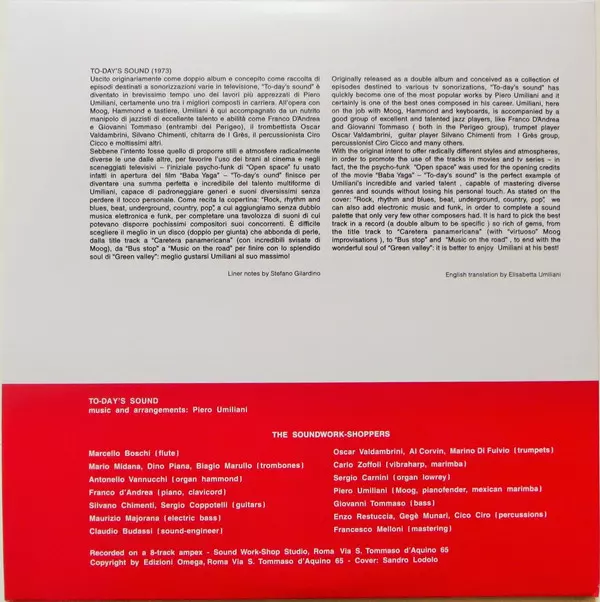 TO-DAY'S SOUND (1973)
Uscito originariamente come doppio album e concepito come raccolta di
episodi destinati a sonorizzazioni varie in televisione, "To-day's sound" è
diventato in brevissimo tempo uno dei lavori più apprezzati di Piero
Umiliani, certamente uno tra i migliori composti in carriera. All'opera con
Moog, Hammond e tastiere, Umiliani è qui accompagnato da un nutrito
manipolo di jazzisti di eccellente talento e abilità come Franco D'Andrea
e Giovanni Tommaso (entrambi del Perigeo), il trombettista Oscar
Valdambrini, Silvano Chimenti, chitarra de I Grès, il percussionista Ciro
Cicco e moltissimi altri.
Sebbene l'intento fosse quello di proporre stili e atmosfere radicalmente
diverse le une dalle altre, per favorire l'uso dei brani al cinema e negli
sceneggiati televisivi – l'iniziale psycho-funk di "Open space" fu usato
infatti in apertura del film "Baba Yaga" – "To-day's ound" finisce per
diventare una summa perfetta e incredibile del talento multiforme di
Umiliani, capace di padroneggiare generi e suoni diversissimi senza
perdere il tocco personale. Come recita la copertina: "Rock, rhythm and
blues, beat, underground, country, pop", a cui aggiungiamo senza dubbio
musica elettronica e funk, per completare una tavolozza di suoni di cui
potevano disporre pochissimi compositori suoi concorrenti. È difficile
scegliere il meglio in un disco (doppio per giunta) che abbonda di perle,
dalla title track a "Caretera panamericana" (con incredibili svisate di
Moog), da "Bus stop" a "Music on the road" per finire con lo splendido
soul di "Green valley": meglio gustarsi Umiliani al suo massimo!
Liner notes by Stefano Gilardino
Originally released as a double album and conceived as a collection of
episodes destined to various tv sonorizations, "To-day's sound" has
quickly become one of the most popular works by Piero Umiliani and it
certainly is one of the best ones composed in his career. Umiliani, here
on the job with Moog, Hammond and keyboards, is accompanied by a
good group of excellent and talented jazz players, like Franco D'Andrea
and Giovanni Tommaso ( both in the Perigeo group), trumpet player
Oscar Valdambrini, guitar player Silvano Chimenti from I Grès group,
percussionist Ciro Cicco and many others.
With the original intent to offer radically different styles and atmospheres,
in order to promote the use of the tracks in movies and tv series – in
fact, the the psycho-funk "Open space" was used for the opening credits
of the movie "Baba Yaga" – "To-day's sound" is the perfect example of
Umiliani's incredible and varied talent , capable of mastering diverse
genres and sounds without losing his personal touch. As stated on the
cover: "Rock, rhythm and blues, beat, underground, country, pop", we
can also add electronic music and funk, in order to complete a sound
palette that only very few other composers had. It is hard to pick the best
track in a record (a double album to be specific ) so rich of gems, from
the title track to "Caretera panamericana" (with "virtuoso" Moog
improvisations ), to "Bus stop" and "Music on the road" , to end with the
wonderful soul of "Green valley": it is better to enjoy Umiliani at his best!
English translation by Elisabetta Umiliani
TO-DAY'S SOUND
music and arrangements: Piero Umiliani
THE SOUNDWORK-SHOPPERS
Marcello Boschi (flute)
Mario Midana, Dino Piana, Biagio Marullo (trombones)
Antonello Vannucchi (organ hammond)
Franco d'Andrea (piano, clavicord)
Silvano Chimenti, Sergio Coppotelli (guitars)
Maurizio Majorana (electric bass)
Claudio Budassi (sound-engineer)
Oscar Valdambrini, Al Corvin, Marino Di Fulvio (trumpets)
Carlo Zoffoli (vibraharp, marimba)
Sergio Carnini (organ lowrey)
Piero Umiliani (Moog, pianofender, mexican marimba)
Giovanni Tommaso (bass)
Enzo Restuccia, Gegè Munari, Cico Ciro (percussions)
Francesco Melloni (mastering)
Recorded on a 8-track ampex - Sound Work-Shop Studio, Roma Via S. Tommaso d'Aquino 65
Copyright by Edizioni Omega, Roma Via S. Tommaso d'Aquino 65 - Cover: Sandro Lodolo